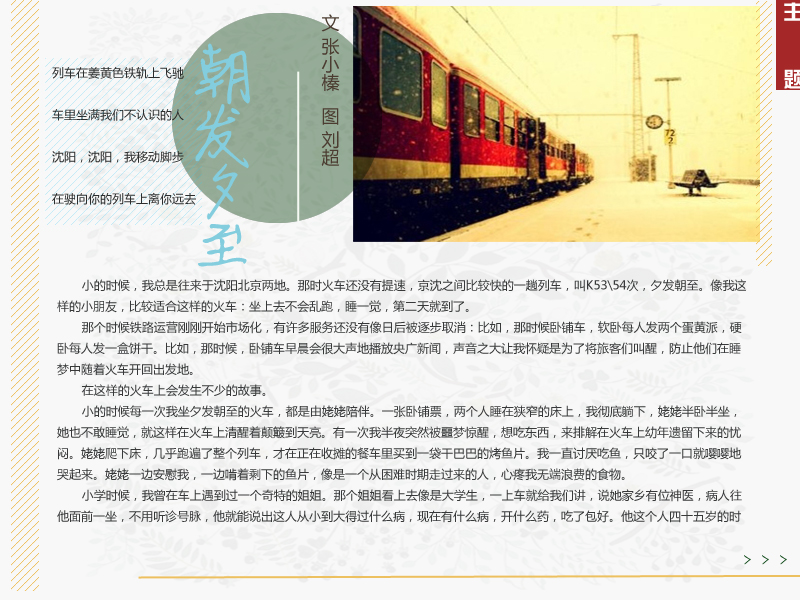 主
题
文 张小榛 图 刘超
朝发夕至
列车在姜黄色铁轨上飞驰
车里坐满我们不认识的人
沈阳，沈阳，我移动脚步
在驶向你的列车上离你远去
小的时候，我总是往来于沈阳北京两地。那时火车还没有提速，京沈之间比较快的一趟列车，叫K53\54次，夕发朝至。像我这
样的小朋友，比较适合这样的火车：坐上去不会乱跑，睡一觉，第二天就到了。
那个时候铁路运营刚刚开始市场化，有许多服务还没有像日后被逐步取消：比如，那时候卧铺车，软卧每人发两个蛋黄派，硬
卧每人发一盒饼干。比如，那时候，卧铺车早晨会很大声地播放央广新闻，声音之大让我怀疑是为了将旅客们叫醒，防止他们在睡
梦中随着火车开回出发地。
在这样的火车上会发生不少的故事。
小的时候每一次我坐夕发朝至的火车，都是由姥姥陪伴。一张卧铺票，两个人睡在狭窄的床上，我彻底躺下，姥姥半卧半坐，
她也不敢睡觉，就这样在火车上清醒着颠簸到天亮。有一次我半夜突然被噩梦惊醒，想吃东西，来排解在火车上幼年遗留下来的忧
闷。姥姥爬下床，几乎跑遍了整个列车，才在正在收摊的餐车里买到一袋干巴巴的烤鱼片。我一直讨厌吃鱼，只咬了一口就嘤嘤地
哭起来。姥姥一边安慰我，一边啃着剩下的鱼片，像是一个从困难时期走过来的人，心疼我无端浪费的食物。
小学时候，我曾在车上遇到过一个奇特的姐姐。那个姐姐看上去像是大学生，一上车就给我们讲，说她家乡有位神医，病人往
他面前一坐，不用听诊号脉，他就能说出这人从小到大得过什么病，现在有什么病，开什么药，吃了包好。他这个人四十五岁的时
> > >